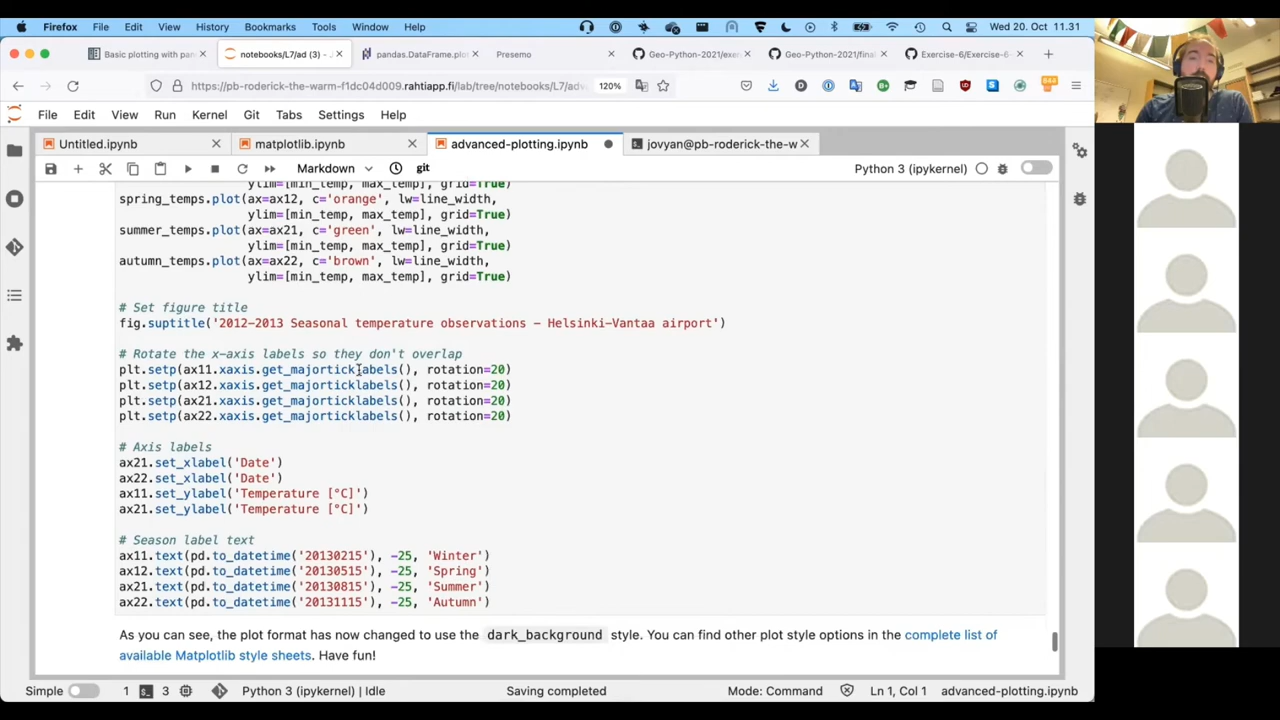 Firefox File Edit View History Bookmarks Tools Window Help Wed 20. Oct 11.31
Basic plotting with pan notebooks/L7/ad (3) - J pandas.DataFrame.plo Presemo Geo-Python-2021/exer Geo-Python-2021/final Exercise-6/Exercise-6-
https://pb-roderick-the-warm-f1dc04d009.rahtiapp.fi/lab/tree/notebooks/L7/adv 120% 644
File Edit View Run Kernel Git Tabs Settings Help
Untitled.ipynb matplotlib.ipynb advanced-plotting.ipynb jovyan@pb-roderick-the-w
Markdown git Python 3 (ipykernel)
ylim=[min_temp, max_temp], grid=True)
spring_temps.plot(ax=ax12, c='orange', lw=line_width,
ylim=[min_temp, max_temp], grid=True)
summer_temps.plot(ax=ax21, c='green', lw=line_width,
ylim=[min_temp, max_temp], grid=True)
autumn_temps.plot(ax=ax22, c='brown', lw=line_width,
ylim=[min_temp, max_temp], grid=True)
# Set figure title
fig.suptitle('2012-2013 Seasonal temperature observations - Helsinki-Vantaa airport')
# Rotate the x-axis labels so they don't overlap
plt.setp(ax11.xaxis.get_majorticklabels(), rotation=20)
plt.setp(ax12.xaxis.get_majorticklabels(), rotation=20)
plt.setp(ax21.xaxis.get_majorticklabels(), rotation=20)
plt.setp(ax22.xaxis.get_majorticklabels(), rotation=20)
# Axis labels
ax21.set_xlabel('Date')
ax22.set_xlabel('Date')
ax11.set_ylabel('Temperature [°C]')
ax21.set_ylabel('Temperature [°C]')
# Season label text
ax11.text(pd.to_datetime('20130215'), -25, 'Winter')
ax12.text(pd.to_datetime('20130515'), -25, 'Spring')
ax21.text(pd.to_datetime('20130815'), -25, 'Summer')
ax22.text(pd.to_datetime('20131115'), -25, 'Autumn')
As you can see, the plot format has now changed to use the dark_background style. You can find other plot style options in the complete list of
available Matplotlib style sheets. Have fun!
Simple 1 3 Python 3 (ipykernel) | Idle Saving completed Mode: Command Ln 1, Col 1 advanced-plotting.ipynb